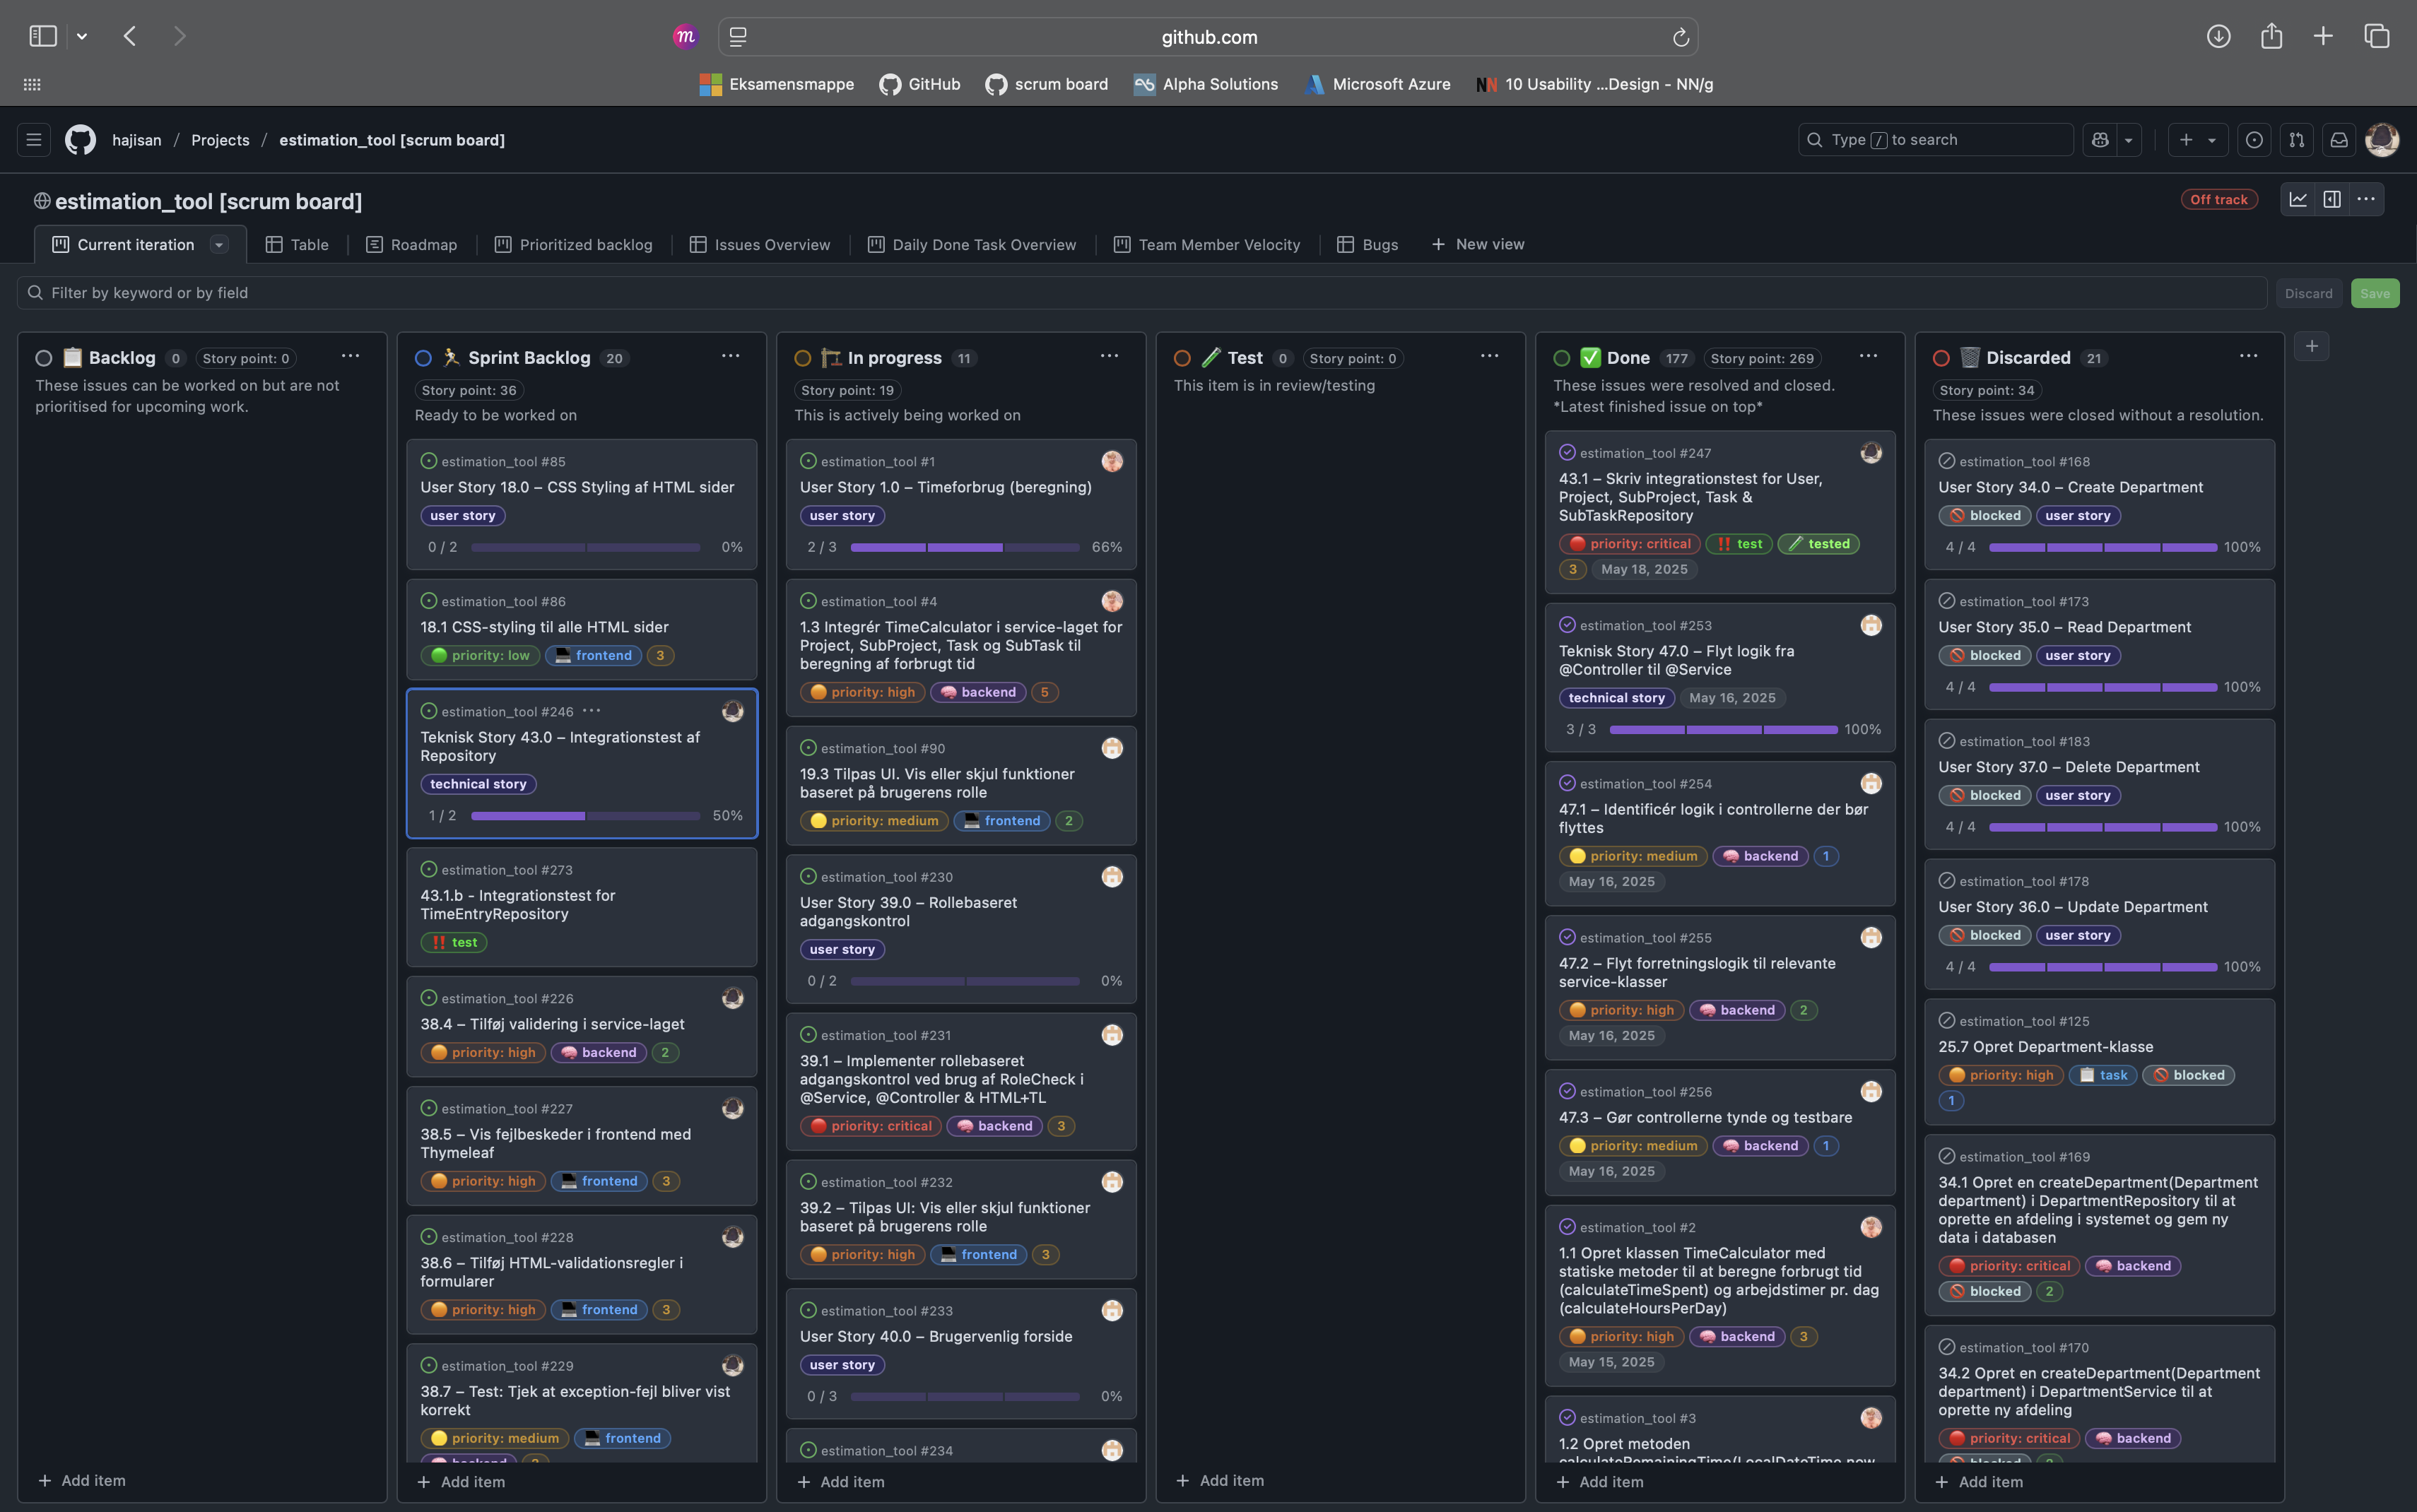 github.com
Eksamensmappe GitHub scrum board Alpha Solutions Microsoft Azure 10 Usability ...Design - NN/g
hajisan / Projects / estimation_tool [scrum board]
Type / to search
estimation_tool [scrum board]
Off track
Current iteration Table Roadmap Prioritized backlog Issues Overview Daily Done Task Overview Team Member Velocity Bugs + New view
Filter by keyword or by field
Discard Save
Backlog 0 Story point: 0
These issues can be worked on but are not
prioritised for upcoming work.
+ Add item
Sprint Backlog 20
Story point: 36
Ready to be worked on
estimation_tool #85
User Story 18.0 – CSS Styling af HTML sider
user story
0 / 2 0%
estimation_tool #86
18.1 CSS-styling til alle HTML sider
priority: low frontend 3
estimation_tool #246 ...
Teknisk Story 43.0 – Integrationstest af
Repository
technical story
1 / 2 50%
estimation_tool #273
43.1.b - Integrationstest for
TimeEntryRepository
test
estimation_tool #226
38.4 – Tilføj validering i service-laget
priority: high backend 2
estimation_tool #227
38.5 – Vis fejlbeskeder i frontend med
Thymeleaf
priority: high frontend 3
estimation_tool #228
38.6 – Tilføj HTML-validationsregler i
formularer
priority: high frontend 3
estimation_tool #229
38.7 – Test: Tjek at exception-fejl bliver vist
korrekt
priority: medium frontend
+ Add item
In progress 11
Story point: 19
This is actively being worked on
estimation_tool #1
User Story 1.0 – Timeforbrug (beregning)
user story
2 / 3 66%
estimation_tool #4
1.3 Integrér TimeCalculator i service-laget for
Project, SubProject, Task og SubTask til
beregning af forbrugt tid
priority: high backend 5
estimation_tool #90
19.3 Tilpas UI. Vis eller skjul funktioner
baseret på brugerens rolle
priority: medium frontend 2
estimation_tool #230
User Story 39.0 – Rollebaseret
adgangskontrol
user story
0 / 2 0%
estimation_tool #231
39.1 – Implementer rollebaseret
adgangskontrol ved brug af RoleCheck i
@Service, @Controller & HTML+TL
priority: critical backend 3
estimation_tool #232
39.2 – Tilpas UI: Vis eller skjul funktioner
baseret på brugerens rolle
priority: high frontend 3
estimation_tool #233
User Story 40.0 – Brugervenlig forside
user story
0 / 3 0%
estimation_tool #234
+ Add item
Test 0 Story point: 0
This item is in review/testing
+ Add item
Done 177 Story point: 269
These issues were resolved and closed.
*Latest finished issue on top*
estimation_tool #247
43.1 – Skriv integrationstest for User,
Project, SubProject, Task &
SubTaskRepository
priority: critical test tested
3 May 18, 2025
estimation_tool #253
Teknisk Story 47.0 – Flyt logik fra
@Controller til @Service
technical story May 16, 2025
3 / 3 100%
estimation_tool #254
47.1 – Identificér logik i controllerne der bør
flyttes
priority: medium backend 1
May 16, 2025
estimation_tool #255
47.2 – Flyt forretningslogik til relevante
service-klasser
priority: high backend 2
May 16, 2025
estimation_tool #256
47.3 – Gør controllerne tynde og testbare
priority: medium backend 1
May 16, 2025
estimation_tool #2
1.1 Opret klassen TimeCalculator med
statiske metoder til at beregne forbrugt tid
(calculateTimeSpent) og arbejdstimer pr. dag
(calculateHoursPerDay)
priority: high backend 3
May 15, 2025
estimation_tool #3
1.2 Opret metoden
calculateRemainingTime(LocalDateTime now
+ Add item
Discarded 21
Story point: 34
These issues were closed without a resolution.
estimation_tool #168
User Story 34.0 – Create Department
blocked user story
4 / 4 100%
estimation_tool #173
User Story 35.0 – Read Department
blocked user story
4 / 4 100%
estimation_tool #183
User Story 37.0 – Delete Department
blocked user story
4 / 4 100%
estimation_tool #178
User Story 36.0 – Update Department
blocked user story
4 / 4 100%
estimation_tool #125
25.7 Opret Department-klasse
priority: high task blocked
1
estimation_tool #169
34.1 Opret en createDepartment(Department
department) i DepartmentRepository til at
oprette en afdeling i systemet og gem ny
data i databasen
priority: critical backend
blocked 2
estimation_tool #170
34.2 Opret en createDepartment(Department
department) i DepartmentService til at
oprette ny afdeling
priority: critical backend
+ Add item